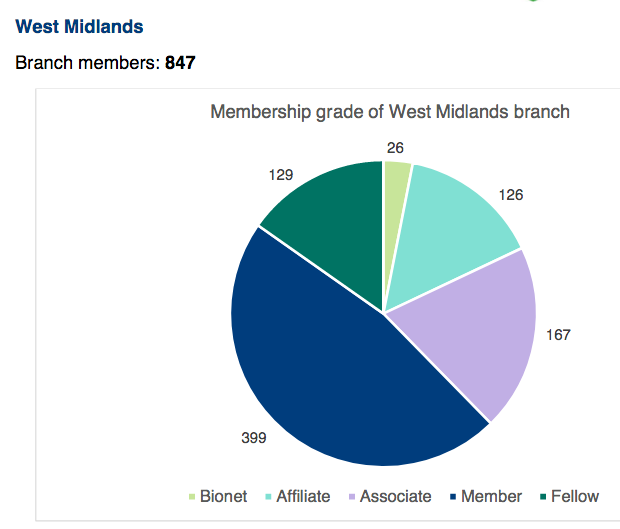 West Midlands
Branch members: 847
Membership grade of West Midlands branch
26
129
126
167
399
Bionet Affiliate Associate Member Fellow